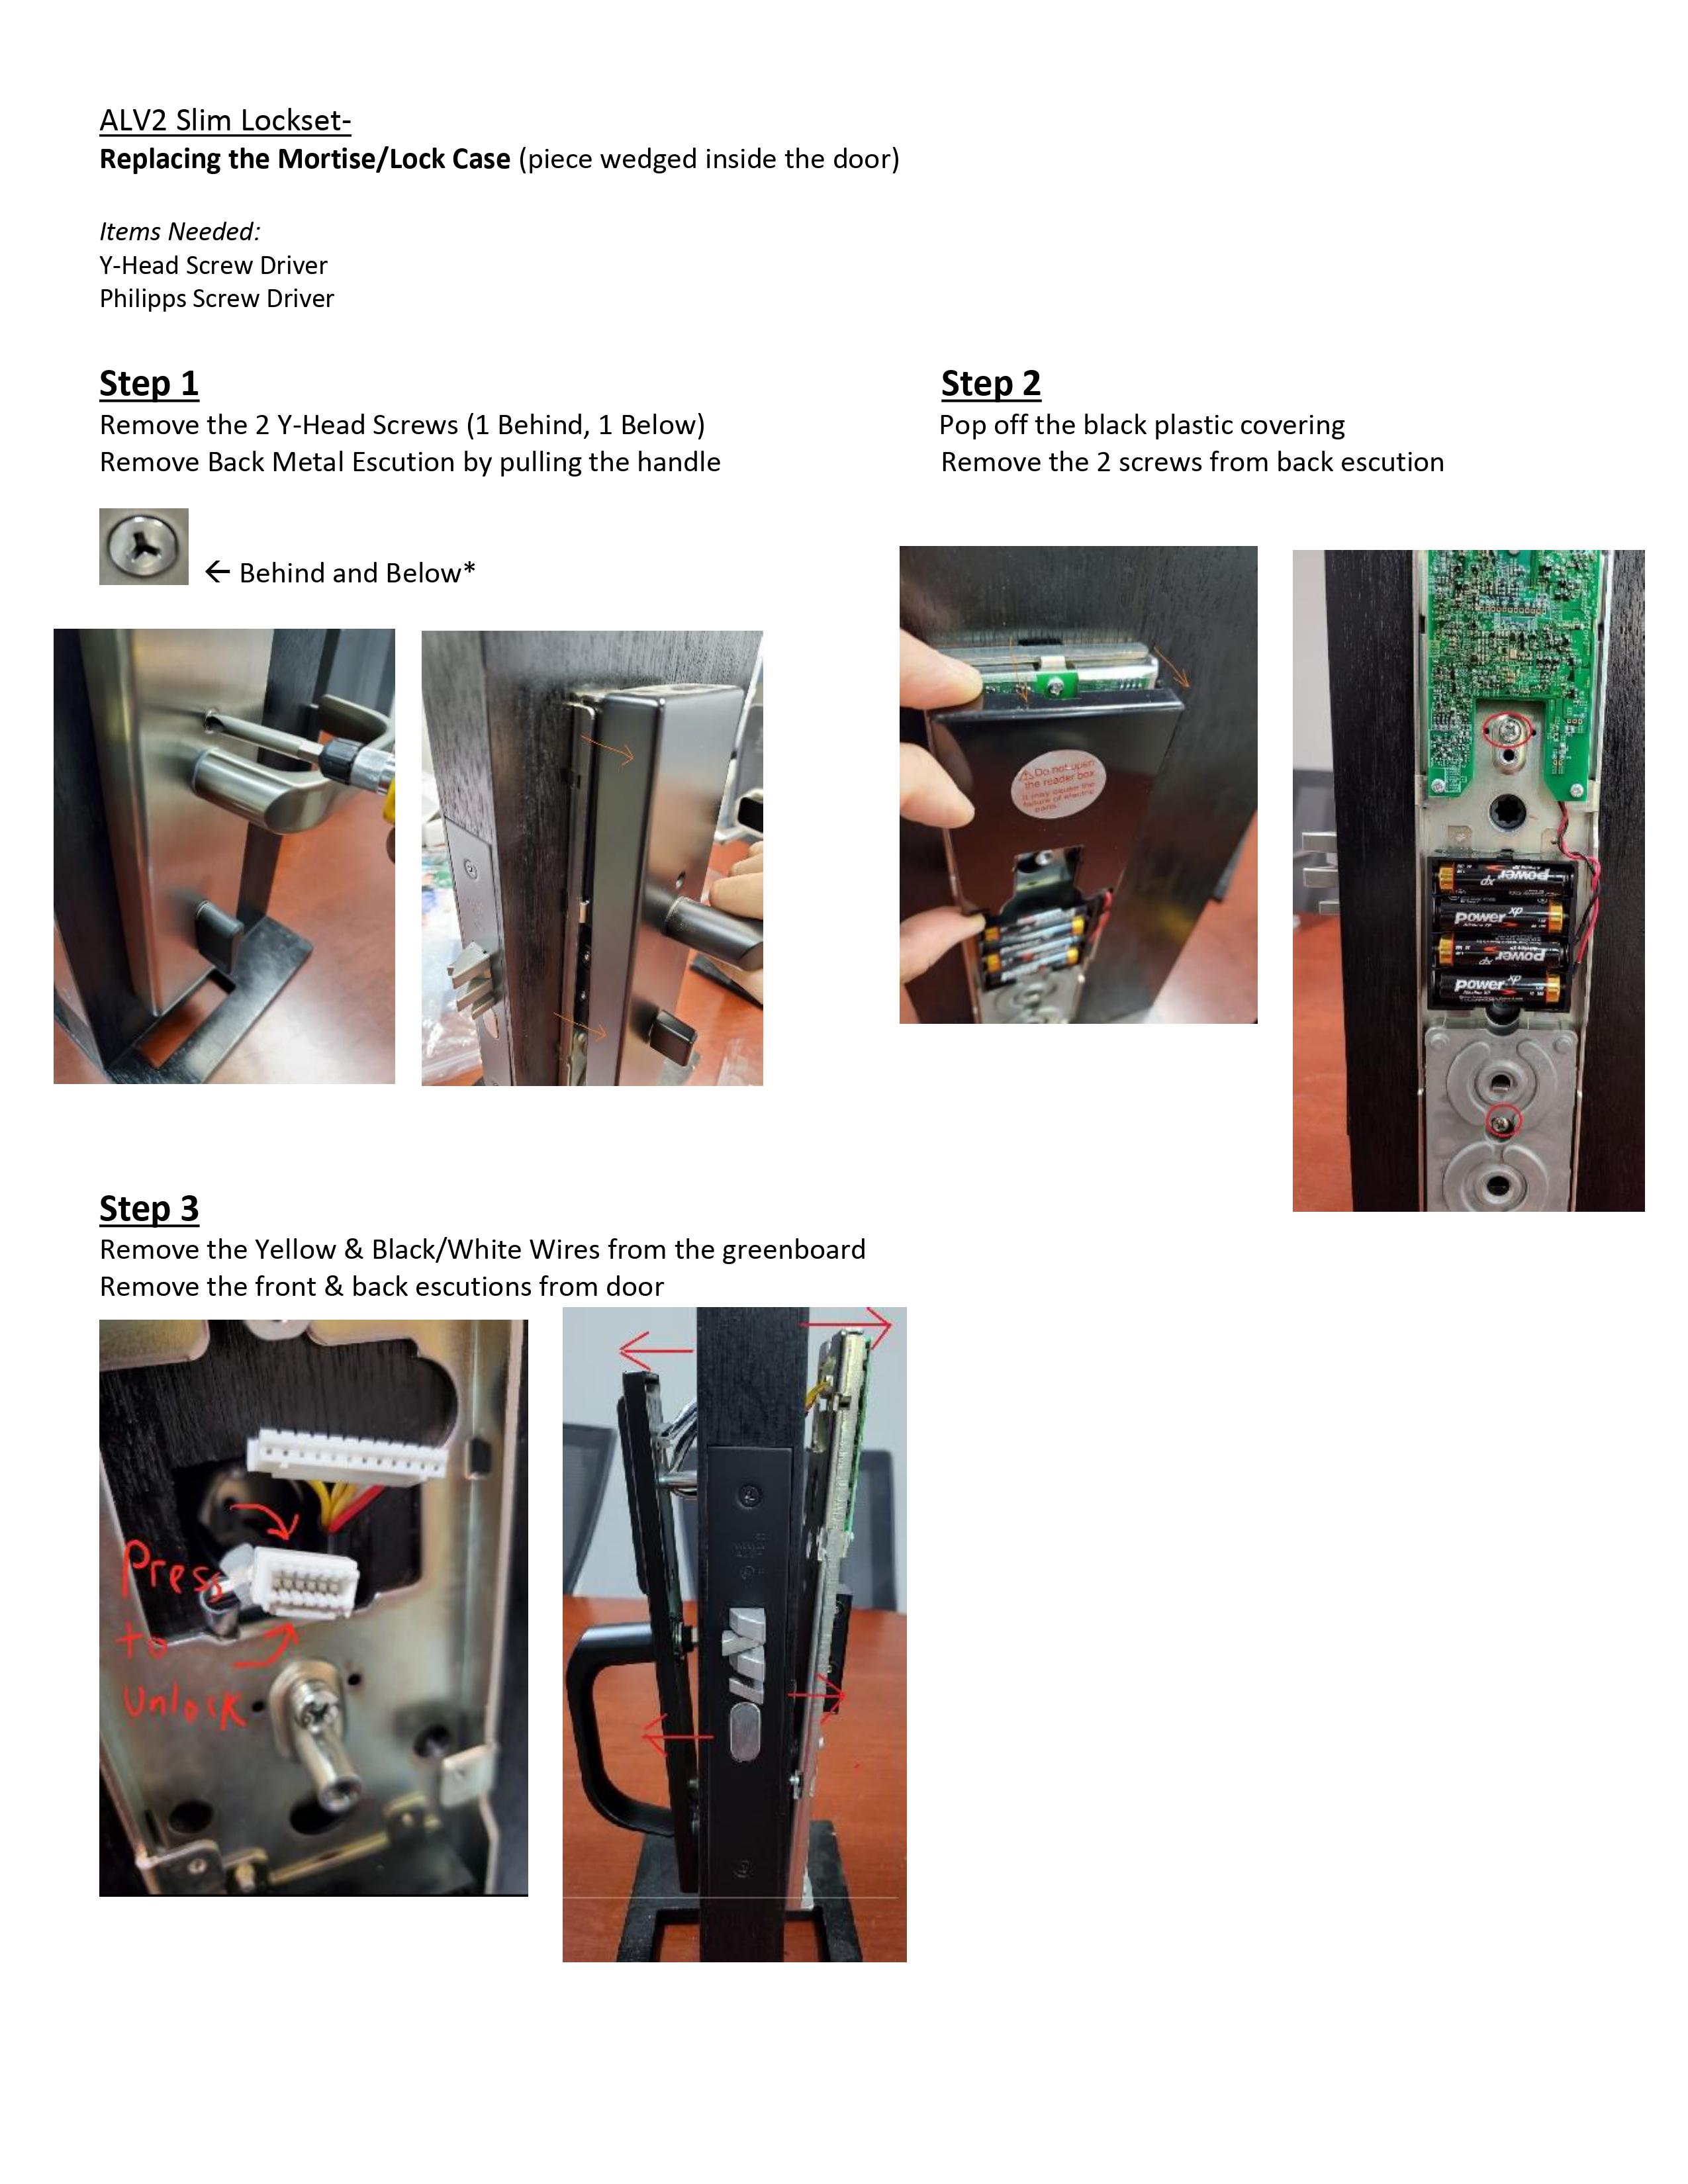 ALV2 Slim Lockset-
Replacing the Mortise/Lock Case (piece wedged inside the door)
Items Needed:
Y-Head Screw Driver
Philipps Screw Driver
Step 1
Remove the 2 Y-Head Screws (1 Behind, 1 Below)
Remove Back Metal Escution by pulling the handle
← Behind and Below*
Step 2
Pop off the black plastic covering
Remove the 2 screws from back escution
Do not open
the reader box
It may cause the
failure of electric
parts.
power xp
power xp
power xp
power xp
Step 3
Remove the Yellow & Black/White Wires from the greenboard
Remove the front & back escutions from door
Press
to
Unlock